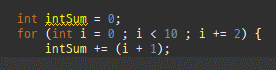 int intSum = 0;
for (int i = 0 ; i < 10 ; i += 2) {
intSum += (i + 1);